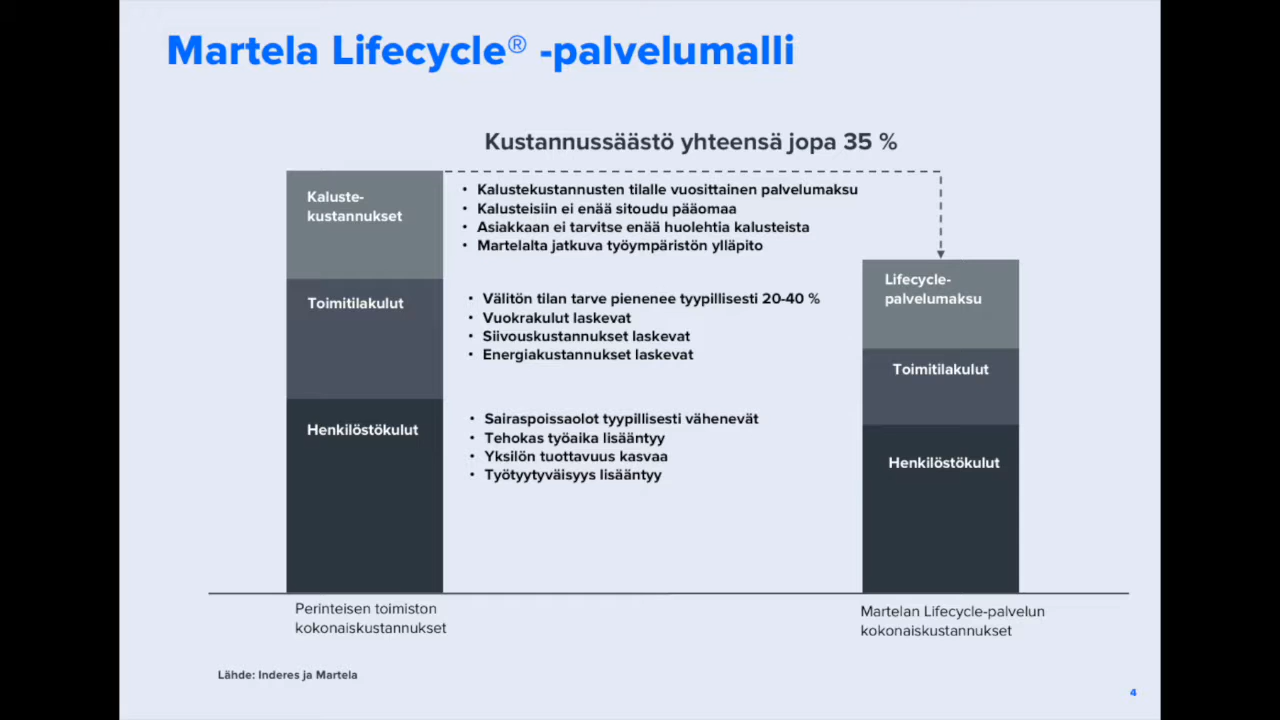 Martela Lifecycle® -palvelumalli
Kustannussäästö yhteensä jopa 35 %
Kaluste-
kustannukset
• Kalustekustannusten tilalle vuosittainen palvelumaksu
• Kalusteisiin ei enää sitoudu pääomaa
• Asiakkaan ei tarvitse enää huolehtia kalusteista
• Martelalta jatkuva työympäristön ylläpito
Toimitilakulut
• Välitön tilan tarve pienenee tyypillisesti 20-40 %
• Vuokrakulut laskevat
• Siivouskustannukset laskevat
• Energiakustannukset laskevat
Henkilöstökulut
• Sairaspoissaolot tyypillisesti vähenevät
• Tehokas työaika lisääntyy
• Yksilön tuottavuus kasvaa
• Työtyytyväisyys lisääntyy
Lifecycle-
palvelumaksu
Toimitilakulut
Henkilöstökulut
Perinteisen toimiston
kokonaiskustannukset
Martelan Lifecycle-palvelun
kokonaiskustannukset
Lähde: Inderes ja Martela
4